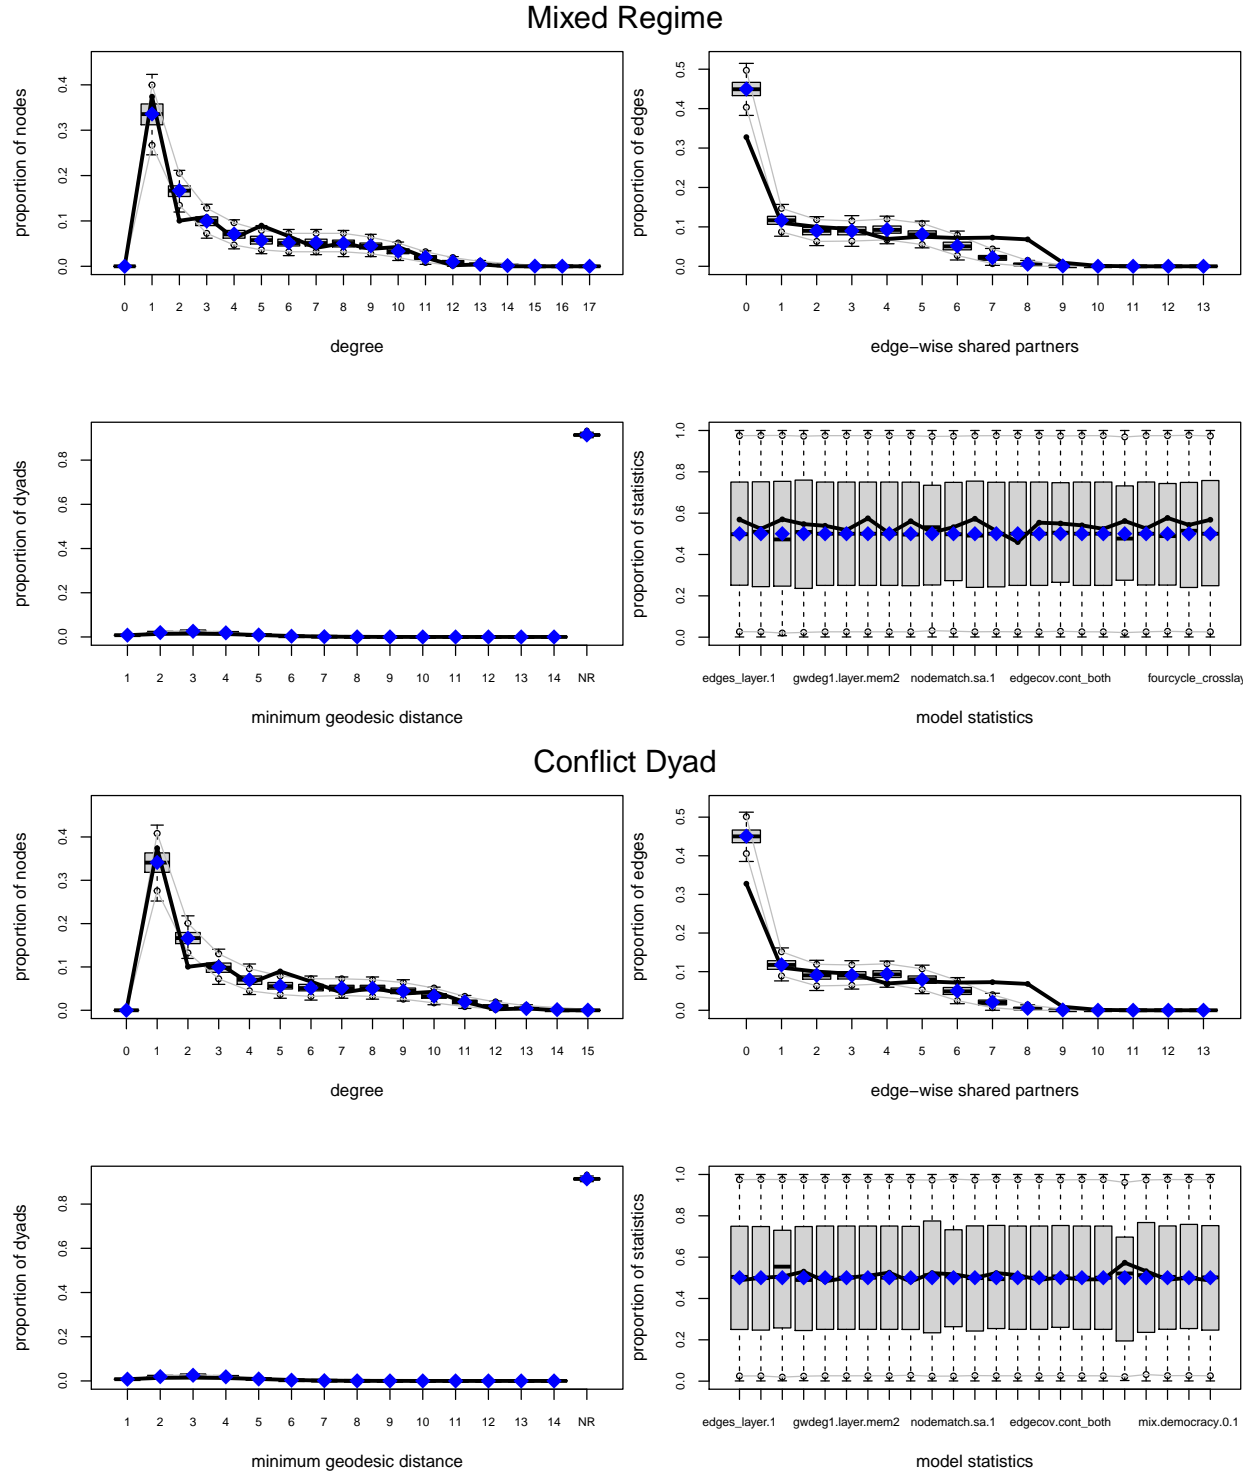 Mixed Regime
proportion of nodes
0.0 0.1 0.2 0.3 0.4
0 1 2 3 4 5 6 7 8 9 10 11 12 13 14 15 16 17
degree
proportion of edges
0.0 0.1 0.2 0.3 0.4 0.5
0 1 2 3 4 5 6 7 8 9 10 12 13
edge−wise shared partners
proportion of dyads
0.0 0.2 0.4 0.6 0.8
1 2 3 4 5 6 7 8 9 10 11 12 13 14 NR
minimum geodesic distance
proportion of statistics
0.0 0.2 0.4 0.6 0.8 1.0
edges_layer.1 gwdeg1.layer.mem2 nodematch.sa.1 edgecov.cont_both fourcycle_crosslay
model statistics
Conflict Dyad
proportion of nodes
0.0 0.1 0.2 0.3 0.4
0 1 2 3 4 5 6 7 8 9 10 11 12 13 14 15
degree
proportion of edges
0.0 0.1 0.2 0.3 0.4 0.5
0 1 2 3 4 5 6 7 8 9 10 12 13
edge−wise shared partners
proportion of dyads
0.0 0.2 0.4 0.6 0.8
1 2 3 4 5 6 7 8 9 10 11 12 13 14 NR
minimum geodesic distance
proportion of statistics
0.0 0.2 0.4 0.6 0.8 1.0
edges_layer.1 gwdeg1.layer.mem2 nodematch.sa.1 edgecov.cont_both mix.democracy.0.1
model statistics